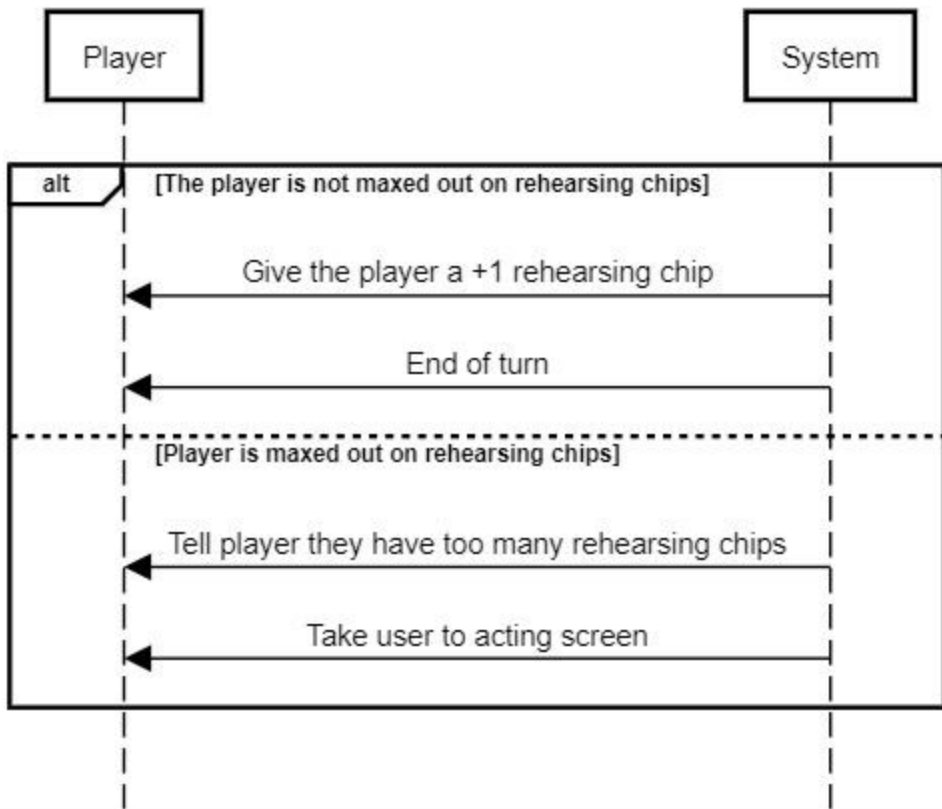 Player
System
alt
[The player is not maxed out on rehearsing chips]
Give the player a +1 rehearsing chip
End of turn
[Player is maxed out on rehearsing chips]
Tell player they have too many rehearsing chips
Take user to acting screen